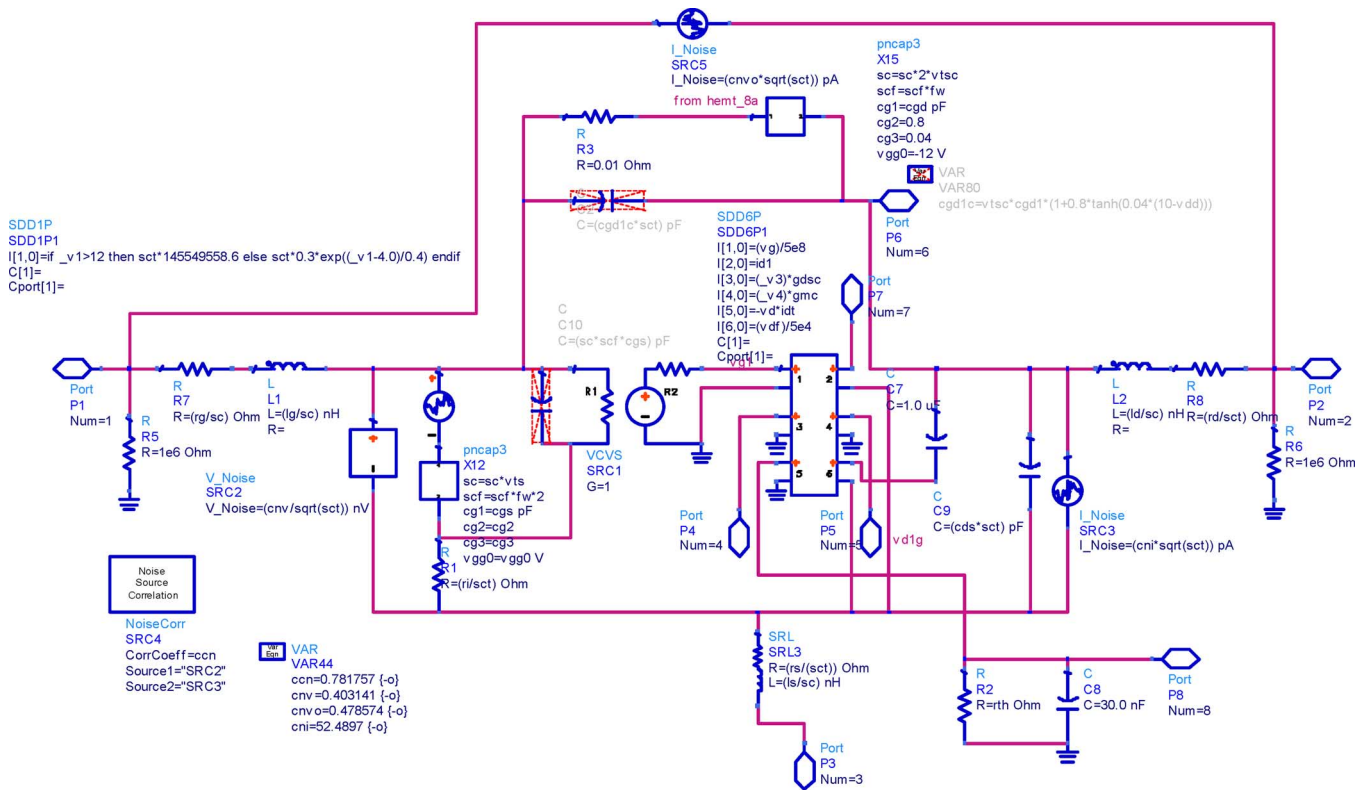 I_Noise
SRC5
I_Noise=(cnvo*sqrt(sct)) pA
pncap3
X15
sc=sc*2*vtsc
scf=scf*fw
cg1=cgd pF
cg2=0.8
cg3=0.04
vgg0=-12 V
from hemt_8a
R
R3
R=0.01 Ohm
VAR
VAR80
cgd1c=vtsc*cgd1*(1+0.8*tanh(0.04*(10-vdd)))
C=(cgd1c*sct) pF
Port
P6
Num=6
SDD1P
SDD1P1
I[1,0]=if _v1>12 then sct*145549558.6 else sct*0.3*exp((_v1-4.0)/0.4) endif
C[1]=
Cport[1]=
SDD6P
SDD6P1
I[1,0]=(vg)/5e8
I[2,0]=id1
I[3,0]=(_v3)*gdsc
I[4,0]=(_v4)*gmc
I[5,0]=-vd*idt
I[6,0]=(vdf)/5e4
C[1]=
Cport[1]=
Port
P7
Num=7
C
C10
C=(sc*scf*cgs) pF
vg1
Port
P1
Num=1
R
R7
R=(rg/sc) Ohm
L
L1
L=(lg/sc) nH
R=
R
R5
R=1e6 Ohm
R1
R2
1
2
3
4
5
6
C
C7
C=1.0 uF
L
L2
L=(ld/sc) nH
R=
R
R8
R=(rd/sct) Ohm
Port
P2
Num=2
R
R6
R=1e6 Ohm
V_Noise
SRC2
V_Noise=(cnv/sqrt(sct)) nV
pncap3
X12
sc=sc*vts
scf=scf*fw*2
cg1=cgs pF
cg2=cg2
cg3=cg3
vgg0=vgg0 V
VCVS
SRC1
G=1
R
R1
R=(ri/sct) Ohm
Port
P4
Num=4
Port
P5
Num=5
vd1g
C
C9
C=(cds*sct) pF
I_Noise
SRC3
I_Noise=(cni*sqrt(sct)) pA
Noise
Source
Correlation
NoiseCorr
SRC4
CorrCoeff=ccn
Source1="SRC2"
Source2="SRC3"
Var
Eqn
VAR
VAR44
ccn=0.781757 {-o}
cnv=0.403141 {-o}
cnvo=0.478574 {-o}
cni=52.4897 {-o}
SRL
SRL3
R=(rs/(sct)) Ohm
L=(ls/sc) nH
R
R2
R=rth Ohm
C
C8
C=30.0 nF
Port
P8
Num=8
Port
P3
Num=3